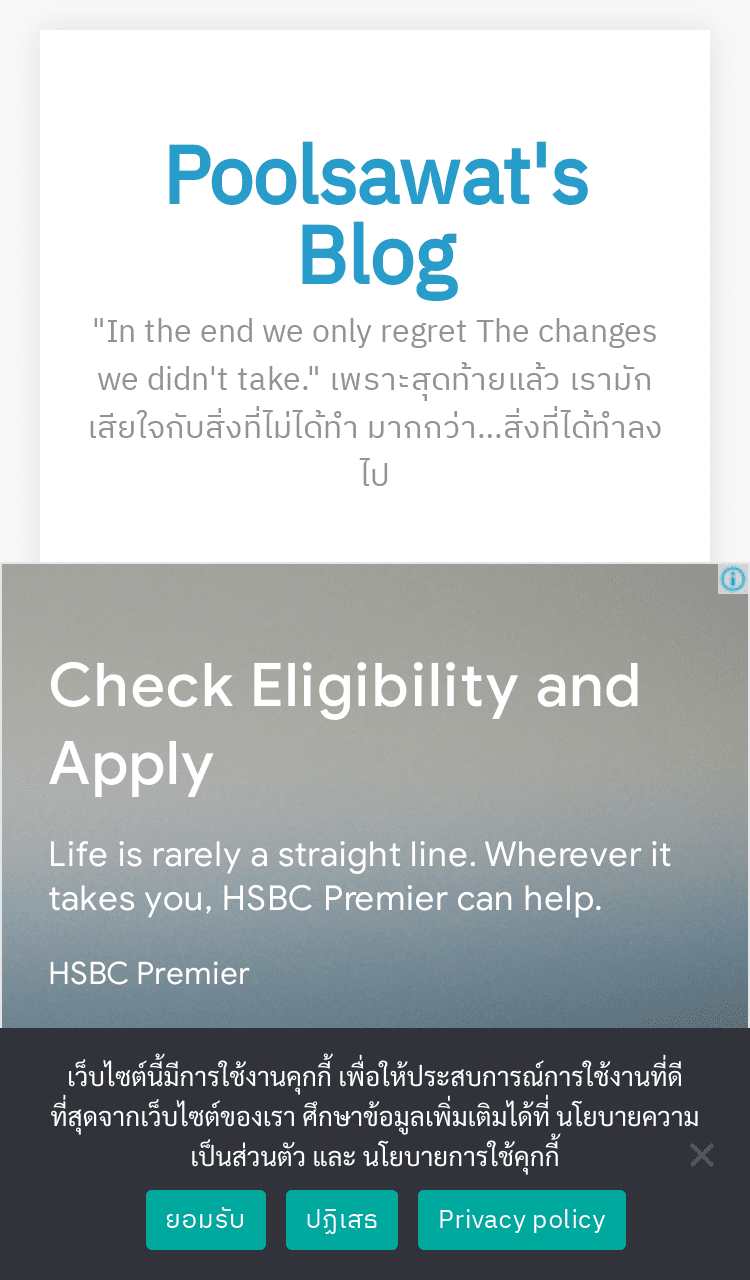 Poolsawat's
Blog
"In the end we only regret The changes
we didn't take." เพราะสุดท้ายแล้ว เรามัก
เสียใจกับสิ่งที่ไม่ได้ทำ มากกว่า...สิ่งที่ได้ทำลง
ไป
Check Eligibility and
Apply
Life is rarely a straight line. Wherever it
takes you, HSBC Premier can help.
HSBC Premier
เว็บไซต์นี้มีการใช้งานคุกกี้ เพื่อให้ประสบการณ์การใช้งานที่ดี
ที่สุดจากเว็บไซต์ของเรา ศึกษาข้อมูลเพิ่มเติมได้ที่ นโยบายความ
เป็นส่วนตัว และ นโยบายการใช้คุกกี้
ยอมรับ ปฏิเสธ Privacy policy